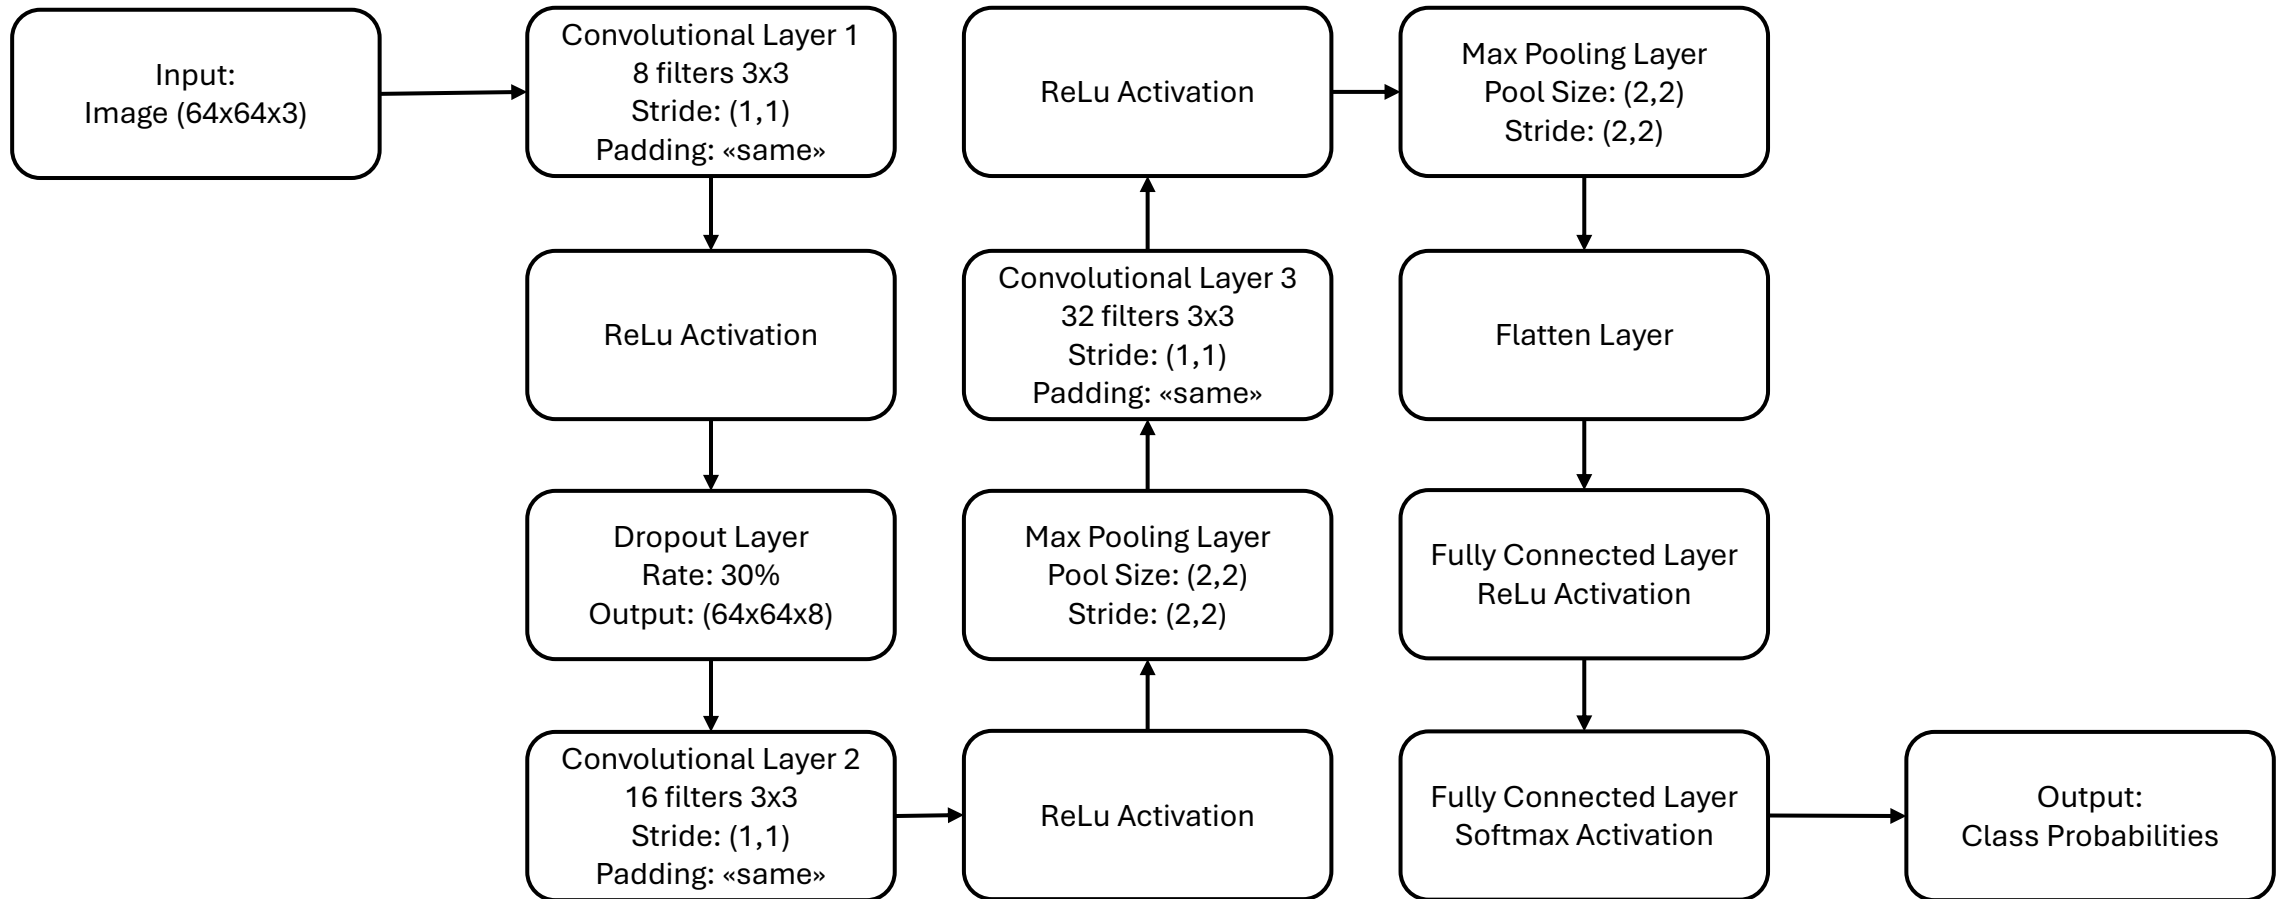 Input:
Image (64x64x3)
Convolutional Layer 1
8 filters 3x3
Stride: (1,1)
Padding: «same»
ReLu Activation
Dropout Layer
Rate: 30%
Output: (64x64x8)
Convolutional Layer 2
16 filters 3x3
Stride: (1,1)
Padding: «same»
ReLu Activation
Max Pooling Layer
Pool Size: (2,2)
Stride: (2,2)
Convolutional Layer 3
32 filters 3x3
Stride: (1,1)
Padding: «same»
ReLu Activation
Max Pooling Layer
Pool Size: (2,2)
Stride: (2,2)
Flatten Layer
Fully Connected Layer
ReLu Activation
Fully Connected Layer
Softmax Activation
Output:
Class Probabilities